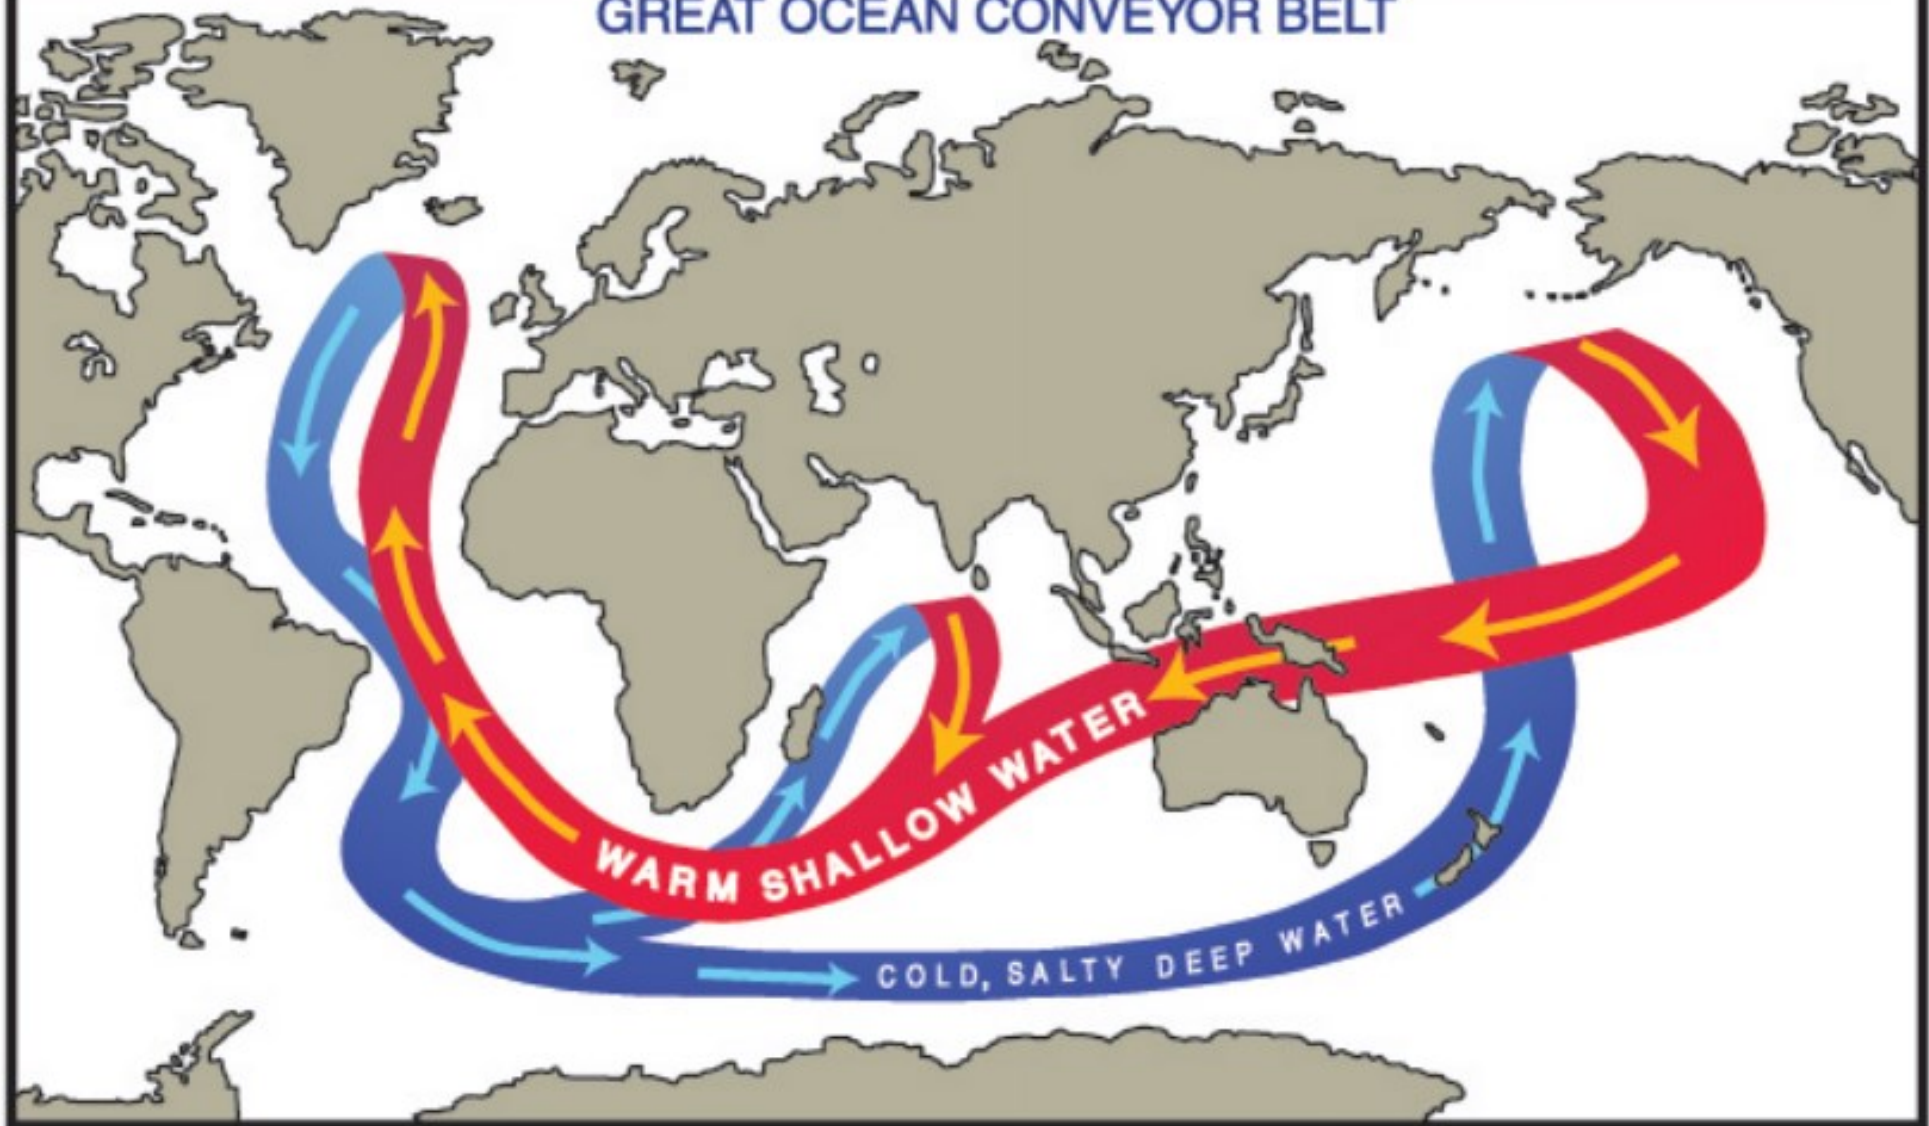 GREAT OCEAN CONVEYOR BELT
WARM SHALLOW WATER
COLD, SALTY DEEP WATER